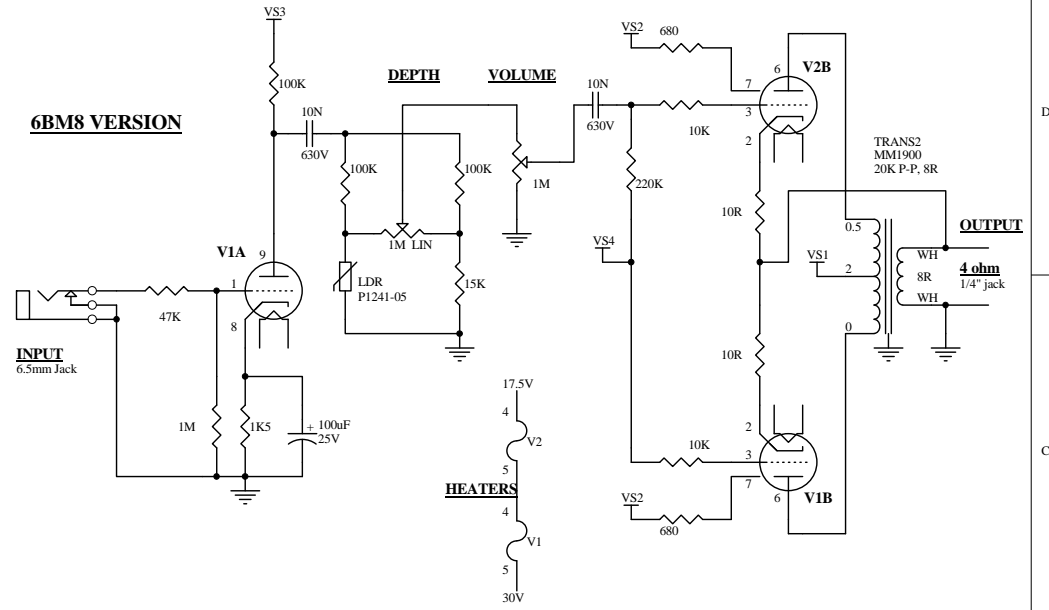 VS3
100K
6BM8 VERSION
10N
630V
DEPTH
VOLUME
100K
100K
1M LIN
1M
LDR
P1241-05
15K
V1A
9
1
8
47K
INPUT
6.5mm Jack
1M
1K5
+ 100uF
25V
HEATERS
17.5V
4
V2
5
4
V1
5
30V
VS2
680
10N
630V
10K
220K
VS4
7
3
2
6
V2B
10R
10R
10K
VS2
680
2
3
7
6
V1B
TRANS2
MM1900
20K P-P, 8R
0.5
VS1
2
0
WH
8R
WH
OUTPUT
4 ohm
1/4" jack
D
C